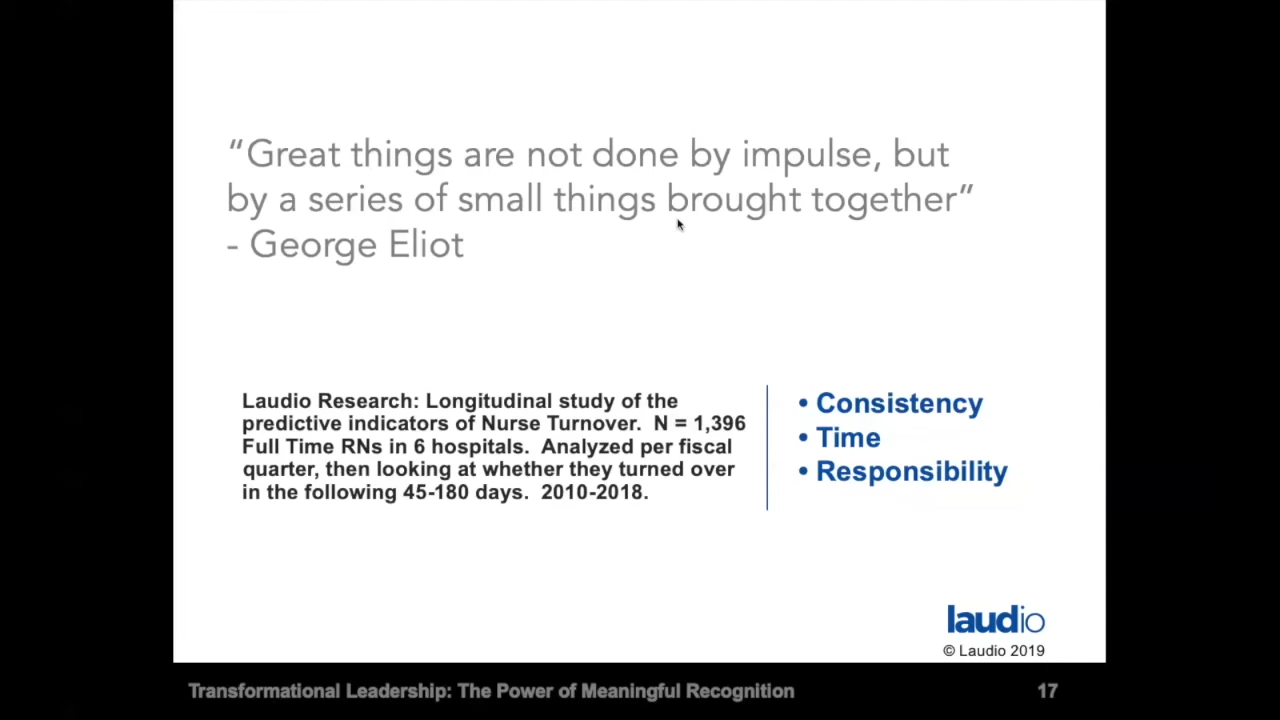 “Great things are not done by impulse, but
by a series of small things brought together”
- George Eliot
Laudio Research: Longitudinal study of the
predictive indicators of Nurse Turnover.  N = 1,396
Full Time RNs in 6 hospitals.  Analyzed per fiscal
quarter, then looking at whether they turned over
in the following 45-180 days.  2010-2018.
• Consistency
• Time
• Responsibility
laudio
© Laudio 2019
Transformational Leadership: The Power of Meaningful Recognition
17